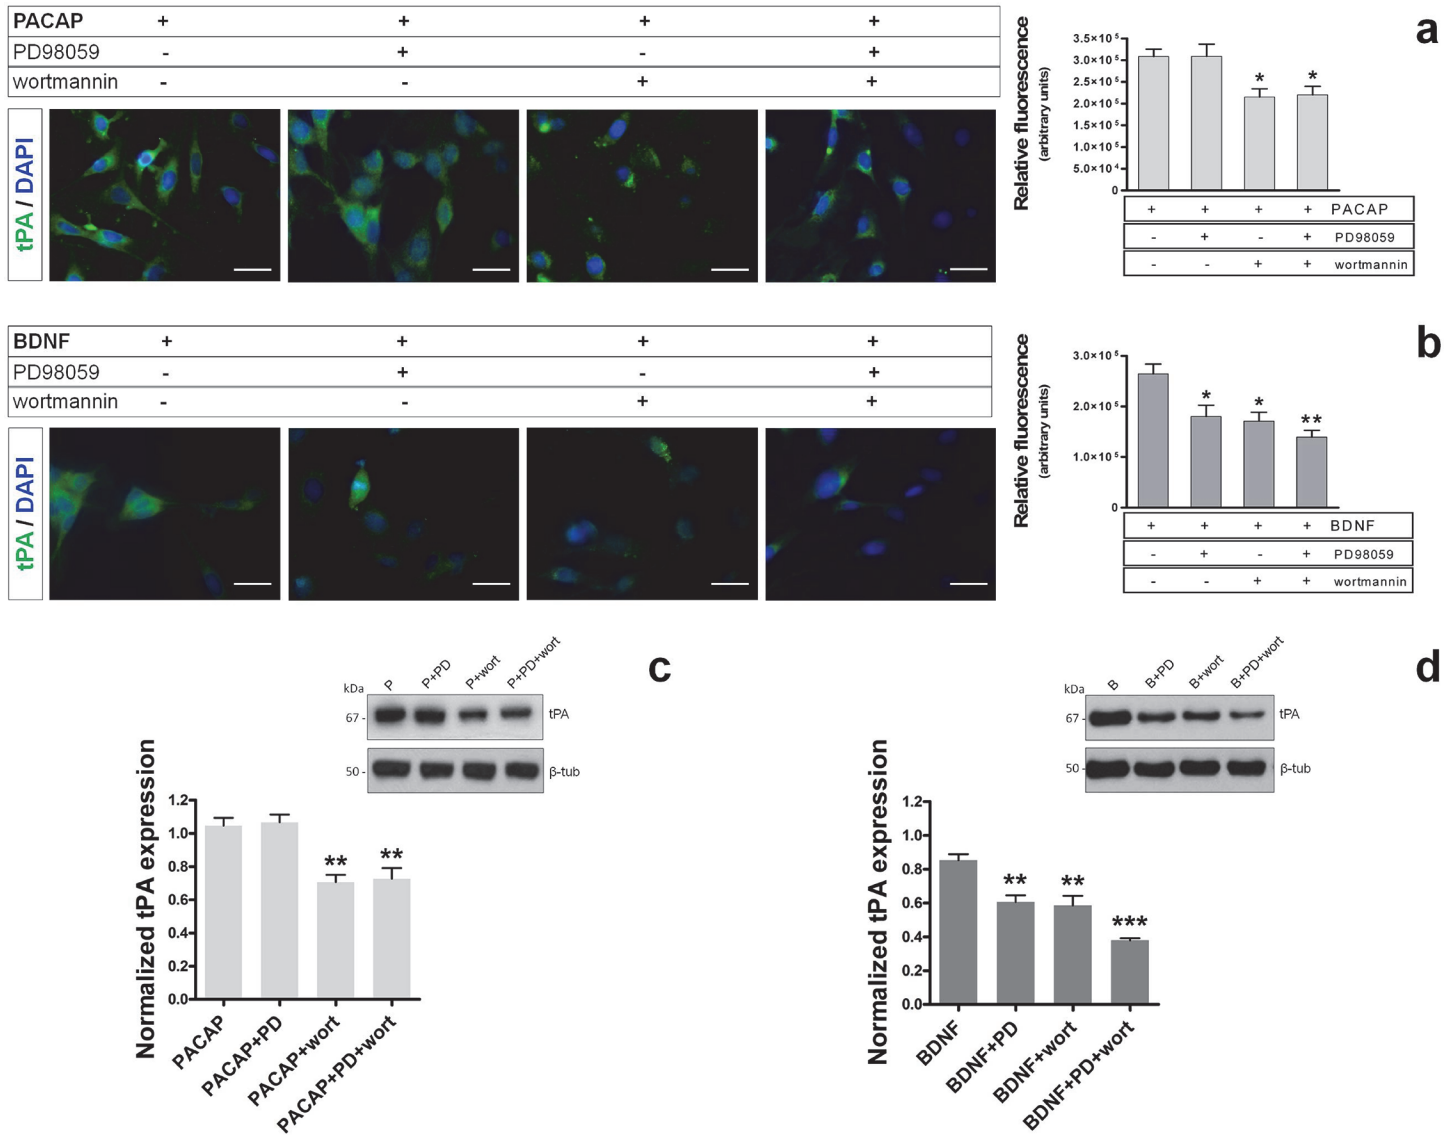 PACAP + + + +
PD98059 - + - +
wortmannin - - + +
tPA / DAPI
a
Relative fluorescence
(arbitrary units)
3.5×10⁵
3.0×10⁵
2.5×10⁵
2.0×10⁵
1.5×10⁵
1.0×10⁵
5.0×10⁴
0
* *
+ + + + PACAP
- + - + PD98059
- - + + wortmannin
BDNF + + + +
PD98059 - + - +
wortmannin - - + +
tPA / DAPI
b
Relative fluorescence
(arbitrary units)
3.0×10⁵
2.0×10⁵
1.0×10⁵
0
* * **
+ + + + BDNF
- + - + PD98059
- - + + wortmannin
c
P P+PD P+wort P+PD+wort
kDa
67 - tPA
50 - β-tub
Normalized tPA expression
1.2
1.0
0.8
0.6
0.4
0.2
0.0
** **
PACAP PACAP+PD PACAP+wort PACAP+PD+wort
d
B B+PD B+wort B+PD+wort
kDa
67 - tPA
50 - β-tub
Normalized tPA expression
1.2
1.0
0.8
0.6
0.4
0.2
0.0
** ** ***
BDNF BDNF+PD BDNF+wort BDNF+PD+wort